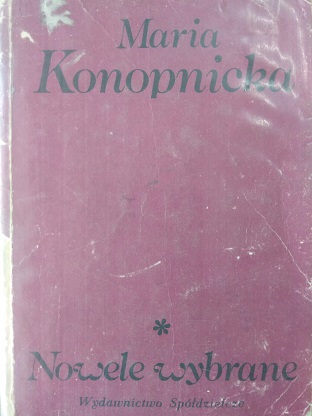 Maria
Konopnicka
*
Nowele wybrane
Wydawnictwo Spółdzielcze